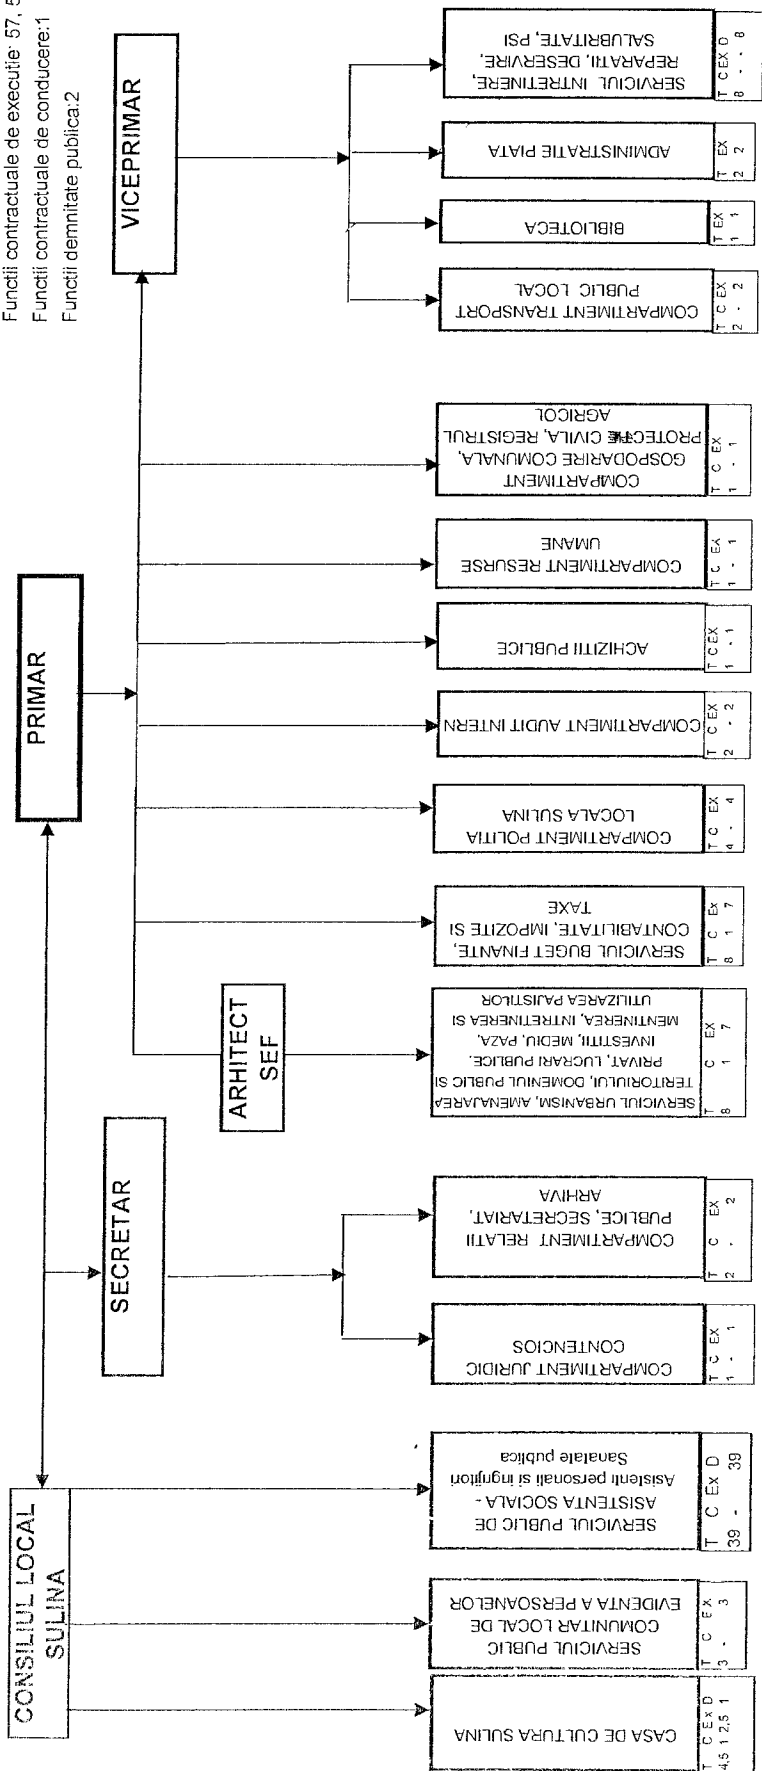 Functii contractuale de executie: 57,
Functii contractuale de conducere:1
Functii demnitate publica:2
CONSILIUL LOCAL
SULINA
PRIMAR
SECRETAR
VICEPRIMAR
ARHITECT
SEF
CASA DE CULTURA SULINA
T C Ex D
4,5 1 2,5 1
SERVICIUL PUBLIC
COMUNITAR LOCAL DE
EVIDENTA A PERSOANELOR
T C EX
3 - 3
SERVICIUL PUBLIC DE
ASISTENTA SOCIALA -
Asistenti personali si ingrijitori
Sanatate publica
T C Ex D
39 - 39
COMPARTIMENT JURIDIC
CONTENCIOS
T C EX
1 - 1
COMPARTIMENT RELATII
PUBLICE, SECRETARIAT,
ARHIVA
T C EX
2 - 2
SERVICIUL URBANISM, AMENAJAREA
TERITORIULUI, DOMENIUL PUBLIC SI
PRIVAT, LUCRARI PUBLICE,
INVESTITII, MEDIU, PAZA,
MENTINEREA, INTRETINEREA SI
UTILIZAREA PAJISTILOR
T C EX
8 1 7
SERVICIUL BUGET FINANTE,
CONTABILITATE, IMPOZITE SI
TAXE
T C Ex
8 1 7
COMPARTIMENT POLITIA
LOCALA SULINA
T C EX
4 - 4
COMPARTIMENT AUDIT INTERN
T C EX
2 - 2
ACHIZITII PUBLICE
T C EX
1 - 1
COMPARTIMENT RESURSE
UMANE
T C EX
1 - 1
COMPARTIMENT
GOSPODARIRE COMUNALA,
PROTECTIE CIVILA, REGISTRUL
AGRICOL
T C EX
1 - 1
COMPARTIMENT TRANSPORT
PUBLIC LOCAL
T C EX
2 - 2
BIBLIOTECA
T EX
1 1
ADMINISTRATIE PIATA
T EX
2 2
SERVICIUL INTRETINERE,
REPARATII, DESERVIRE,
SALUBRITATE, PSI
T C EX D
8 - - 8